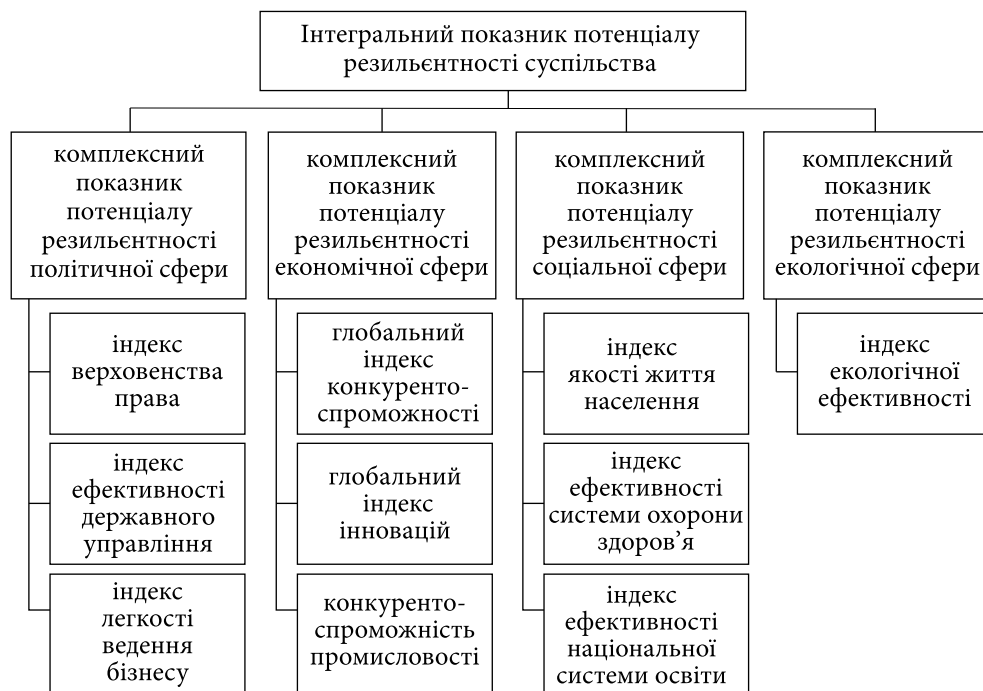 Інтегральний показник потенціалу
резильєнтності суспільства
комплексний
показник
потенціалу
резильєнтності
політичної сфери
індекс
верховенства
права
індекс
ефективності
державного
управління
індекс
легкості
ведення
бізнесу
комплексний
показник
потенціалу
резильєнтності
економічної сфери
глобальний
індекс
конкуренто-
спроможності
глобальний
індекс
інновацій
конкуренто-
спроможність
промисловості
комплексний
показник
потенціалу
резильєнтності
соціальної сфери
індекс
якості життя
населення
індекс
ефективності
системи охорони
здоров’я
індекс
ефективності
національної
системи освіти
комплексний
показник
потенціалу
резильєнтності
екологічної сфери
індекс
екологічної
ефективності